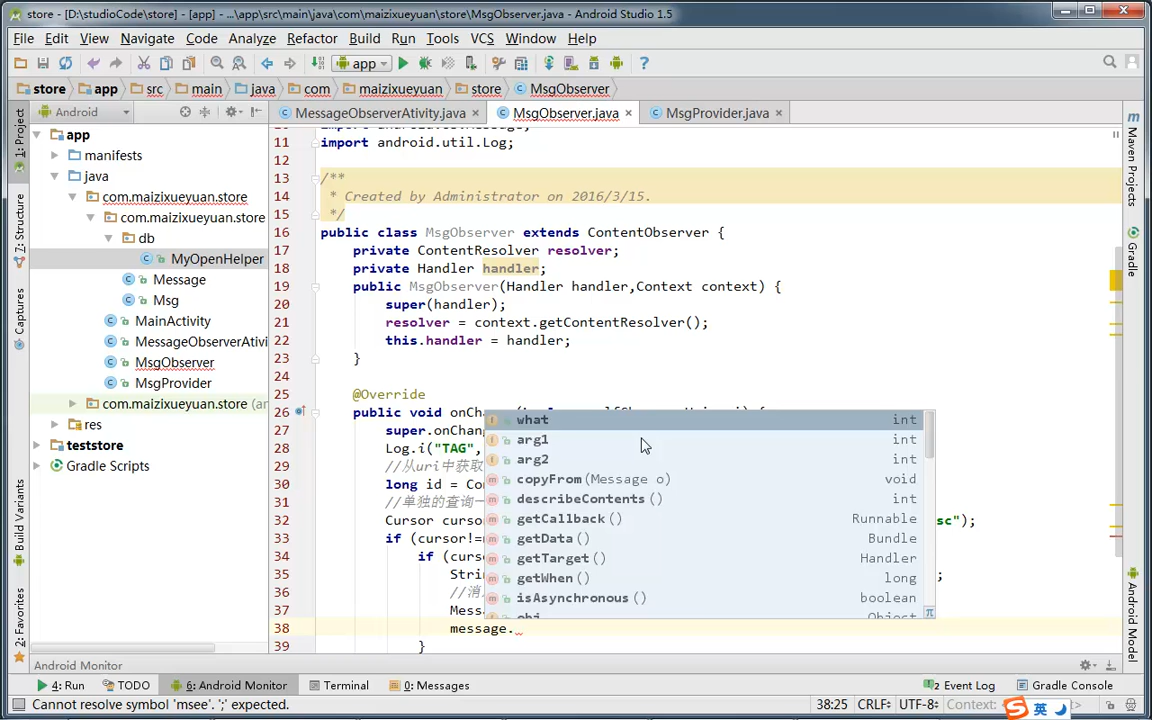 store - [D:\studioCode\store] - [app] - ...\app\src\main\java\com\maizixueyuan\store\MsgObserver.java - Android Studio 1.5
File Edit View Navigate Code Analyze Refactor Build Run Tools VCS Window Help
app
store app src main java com maizixueyuan store MsgObserver
Android
MessageObserverAtivity.java
MsgObserver.java
MsgProvider.java
1: Project
7: Structure
Captures
Build Variants
2: Favorites
app
manifests
java
com.maizixueyuan.store
com.maizixueyuan.store
db
MyOpenHelper
Message
Msg
MainActivity
MessageObserverAtivi
MsgObserver
MsgProvider
com.maizixueyuan.store (ar
res
teststore
Gradle Scripts
11 import android.util.Log;
12
13 /**
14 * Created by Administrator on 2016/3/15.
15 */
16 public class MsgObserver extends ContentObserver {
17 private ContentResolver resolver;
18 private Handler handler;
19 public MsgObserver(Handler handler,Context context) {
20 super(handler);
21 resolver = context.getContentResolver();
22 this.handler = handler;
23 }
24
25 @Override
26 public void onCh
27 super.onChan
28 Log.i("TAG",
29 //从uri中获取
30 long id = Con
31 //单独的查询一
32 Cursor curso sc");
33 if (cursor!=n
34 if (curs
35 Strin ;
36 //消
37 Mess
38 message.
39 }
what int
arg1 int
arg2 int
copyFrom(Message o) void
describeContents() int
getCallback() Runnable
getData() Bundle
getTarget() Handler
getWhen() long
isAsynchronous() boolean
obj Object
π
Maven Projects
Gradle
Android Model
Android Monitor
4: Run TODO 6: Android Monitor Terminal 0: Messages 2 Event Log Gradle Console
Cannot resolve symbol 'msee'. ';' expected. 38:25 CRLF÷ UTF-8÷ Context:
英